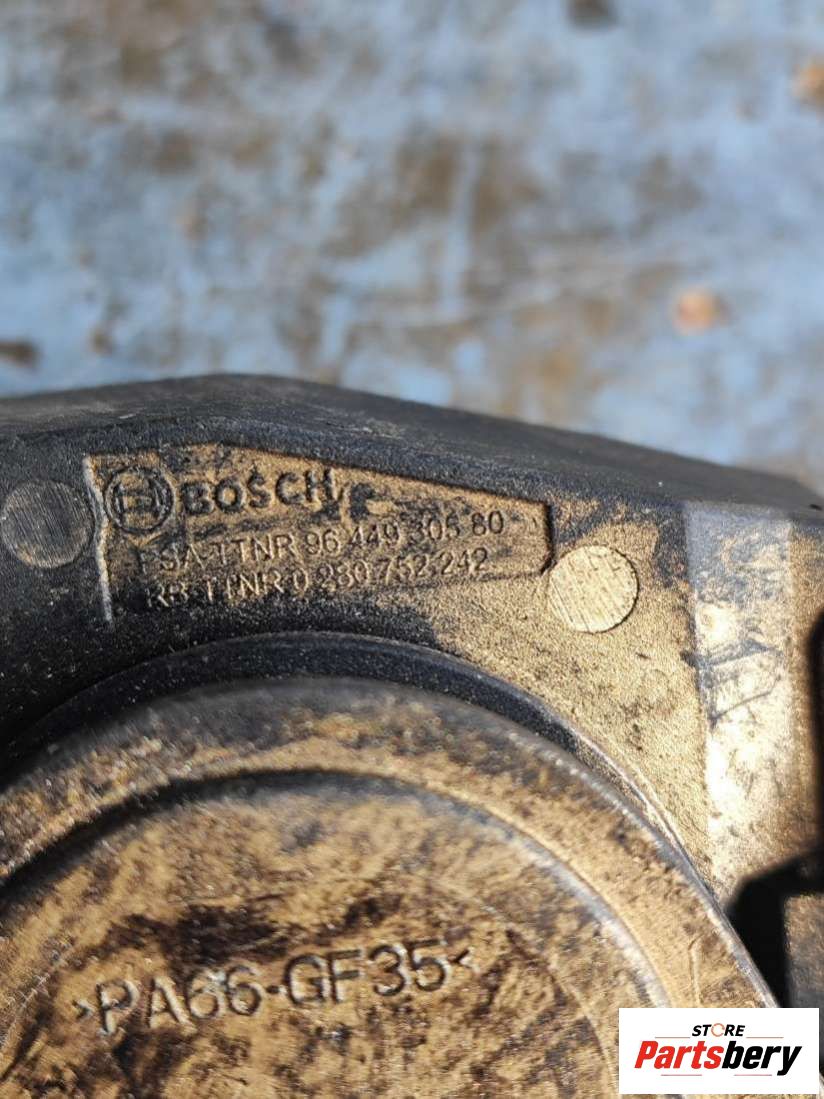 BOSCH
PSA-TTNR 96 449 305 80
RB-TTNR 0 280 752 242
>PA66-GF35<
STORE
Partsbery